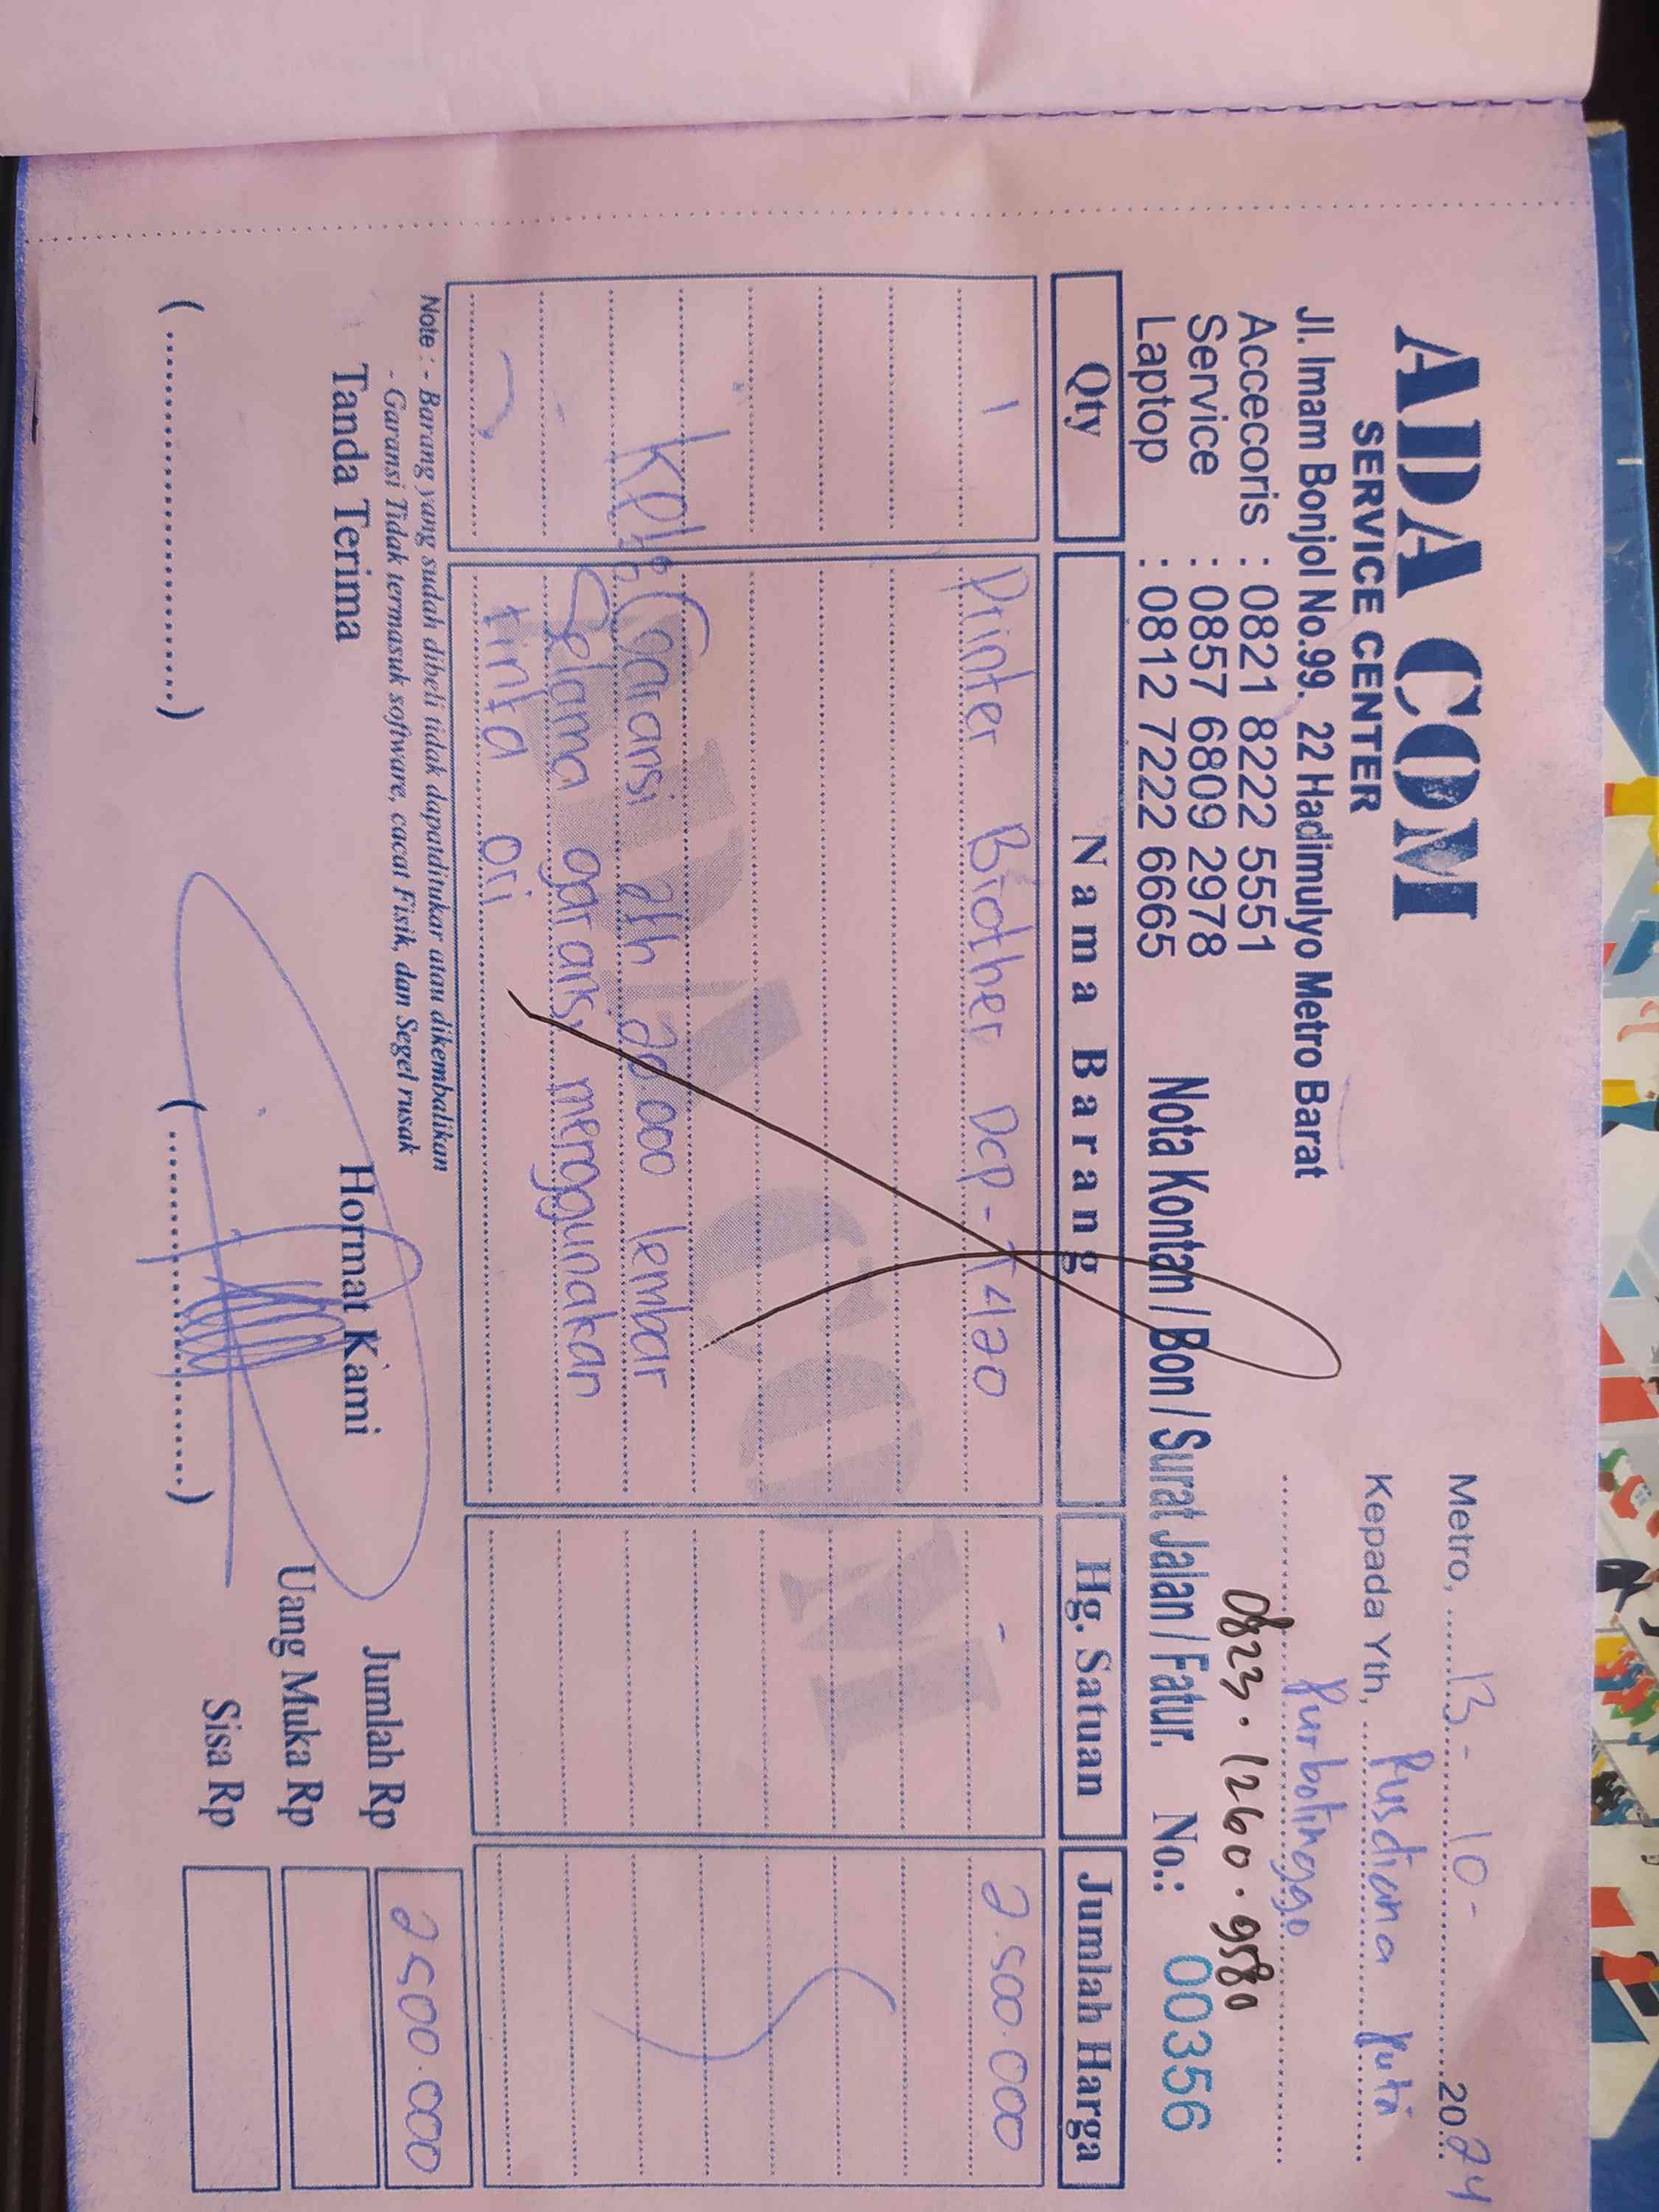 ADA COM
SERVICE CENTER
Jl. Imam Bonjol No.99. 22 Hadimulyo Metro Barat
Accecoris : 0821 8222 5551
Service : 0857 6809 2978
Laptop : 0812 7222 6665
Metro, 13 - 10 - 2024
Kepada Yth, Pusdiana Putri
Purbolinggo
0823.1260.9580
Nota Kontan / Bon / Surat Jalan / Fatur. No.: 00356
Qty Nama Barang Hg. Satuan Jumlah Harga
1 Printer Brother DCP-T420 - 2.500.000
ADA COM
Garansi 2th 20.000 lembar
Selama garansi menggunakan
tinta ori
Note : - Barang yang sudah dibeli tidak dapatditukar atau dikembalikan
- Garansi Tidak termasuk software, cacat Fisik, dan Segel rusak
Tanda Terima Hormat Kami
Jumlah Rp 2500.000
Uang Muka Rp
Sisa Rp
(........................) (........................)